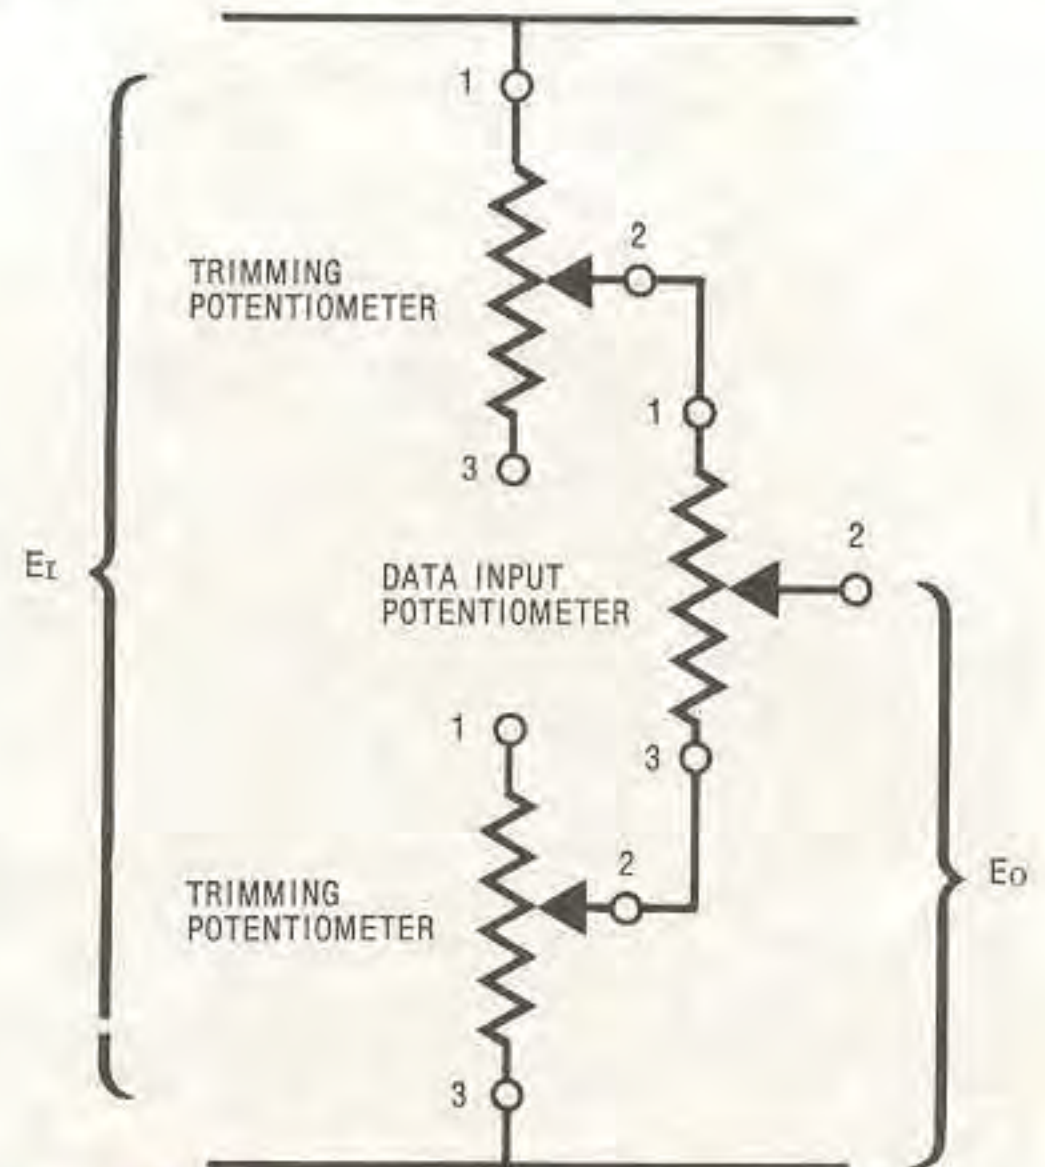 1
2
TRIMMING
POTENTIOMETER
1
3
EI
DATA INPUT
POTENTIOMETER
2
1
3
2
TRIMMING
POTENTIOMETER
EO
3